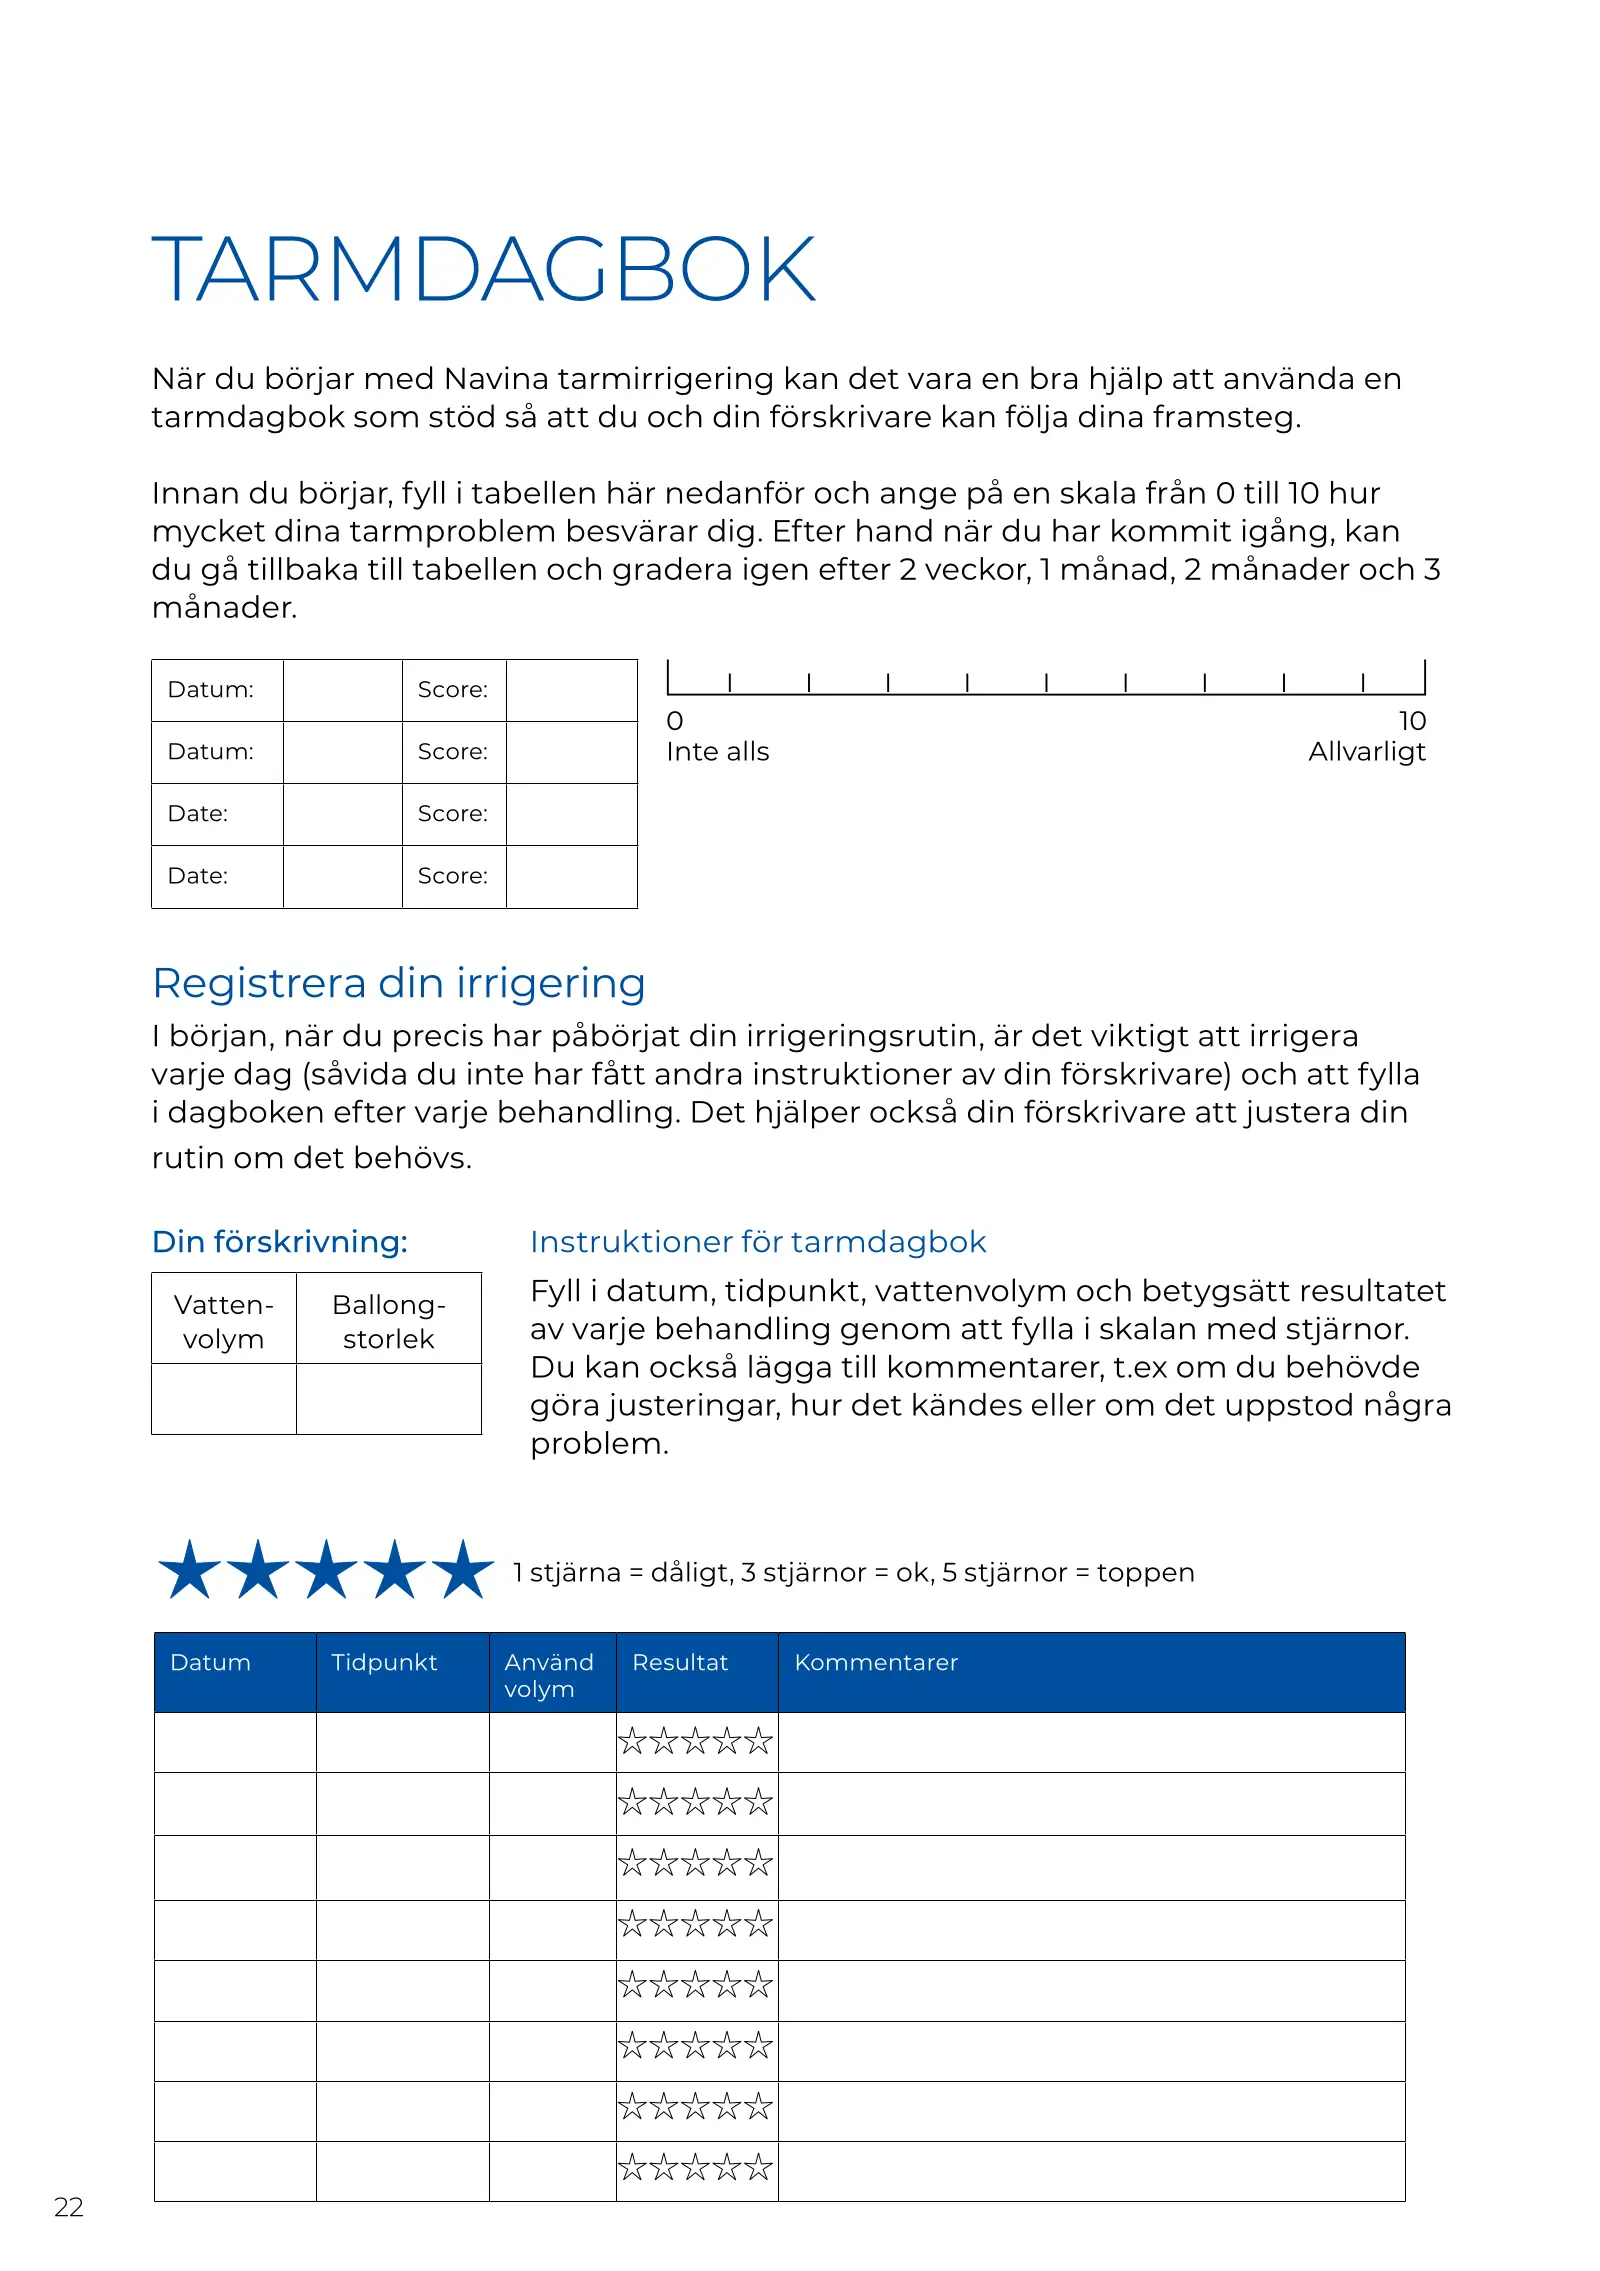 TARMDAGBOK
När du börjar med Navina tarmirrigering kan det vara en bra hjälp att använda en
tarmdagbok som stöd så att du och din förskrivare kan följa dina framsteg.
Innan du börjar, fyll i tabellen här nedanför och ange på en skala från 0 till 10 hur
mycket dina tarmproblem besvärar dig. Efter hand när du har kommit igång, kan
du gå tillbaka till tabellen och gradera igen efter 2 veckor, 1 månad, 2 månader och 3
månader.
Datum: Score:
Datum: Score:
Date: Score:
Date: Score:
0 10
Inte alls Allvarligt
Registrera din irrigering
I början, när du precis har påbörjat din irrigeringsrutin, är det viktigt att irrigera
varje dag (såvida du inte har fått andra instruktioner av din förskrivare) och att fylla
i dagboken efter varje behandling. Det hjälper också din förskrivare att justera din
rutin om det behövs.
Din förskrivning:
Vatten-
volym
Ballong-
storlek
Instruktioner för tarmdagbok
Fyll i datum, tidpunkt, vattenvolym och betygsätt resultatet
av varje behandling genom att fylla i skalan med stjärnor.
Du kan också lägga till kommentarer, t.ex om du behövde
göra justeringar, hur det kändes eller om det uppstod några
problem.
1 stjärna = dåligt, 3 stjärnor = ok, 5 stjärnor = toppen
Datum Tidpunkt Använd Resultat Kommentarer
volym
22